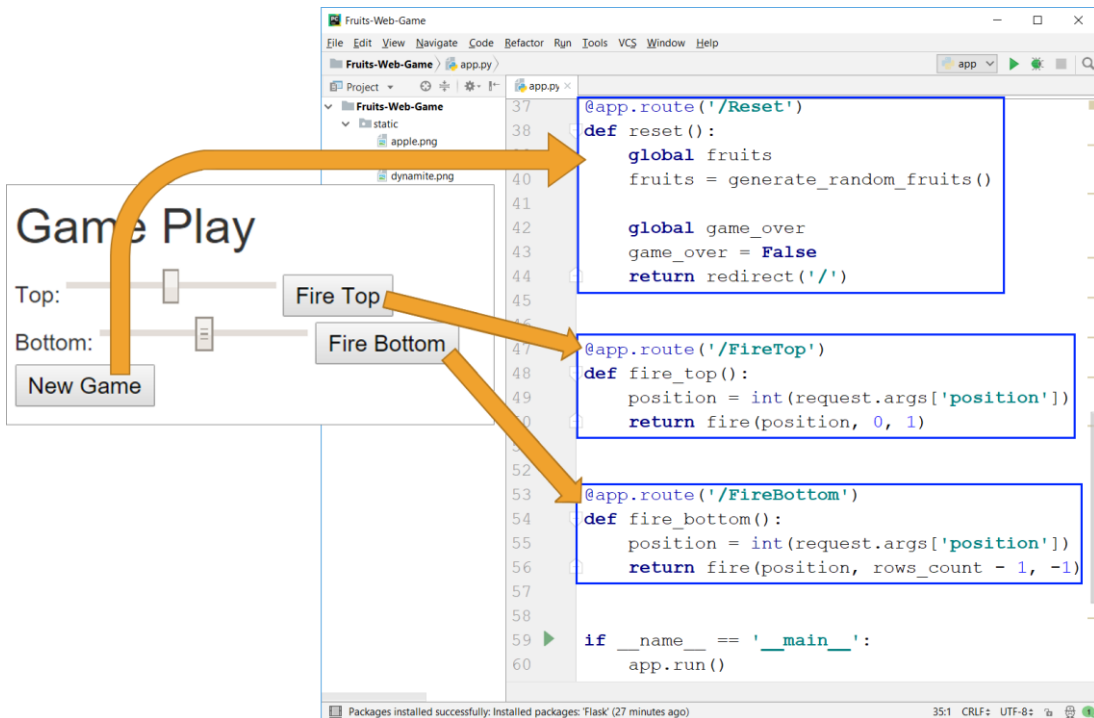 Fruits-Web-Game
File Edit View Navigate Code Refactor Run Tools VCS Window Help
Fruits-Web-Game app.py
app
Project
app.py
Fruits-Web-Game
static
apple.png
dynamite.png
Game Play
Top:
Fire Top
Bottom:
Fire Bottom
New Game
37 @app.route('/Reset')
38 def reset():
global fruits
40 fruits = generate_random_fruits()
41
42 global game_over
43 game_over = False
44 return redirect('/')
45
47 @app.route('/FireTop')
48 def fire_top():
49 position = int(request.args['position'])
return fire(position, 0, 1)
52
53 @app.route('/FireBottom')
54 def fire_bottom():
55 position = int(request.args['position'])
56 return fire(position, rows_count - 1, -1)
57
58
59 if __name__ == '__main__':
60 app.run()
Packages installed successfully: Installed packages: 'Flask' (27 minutes ago)
35:1 CRLF UTF-8 1